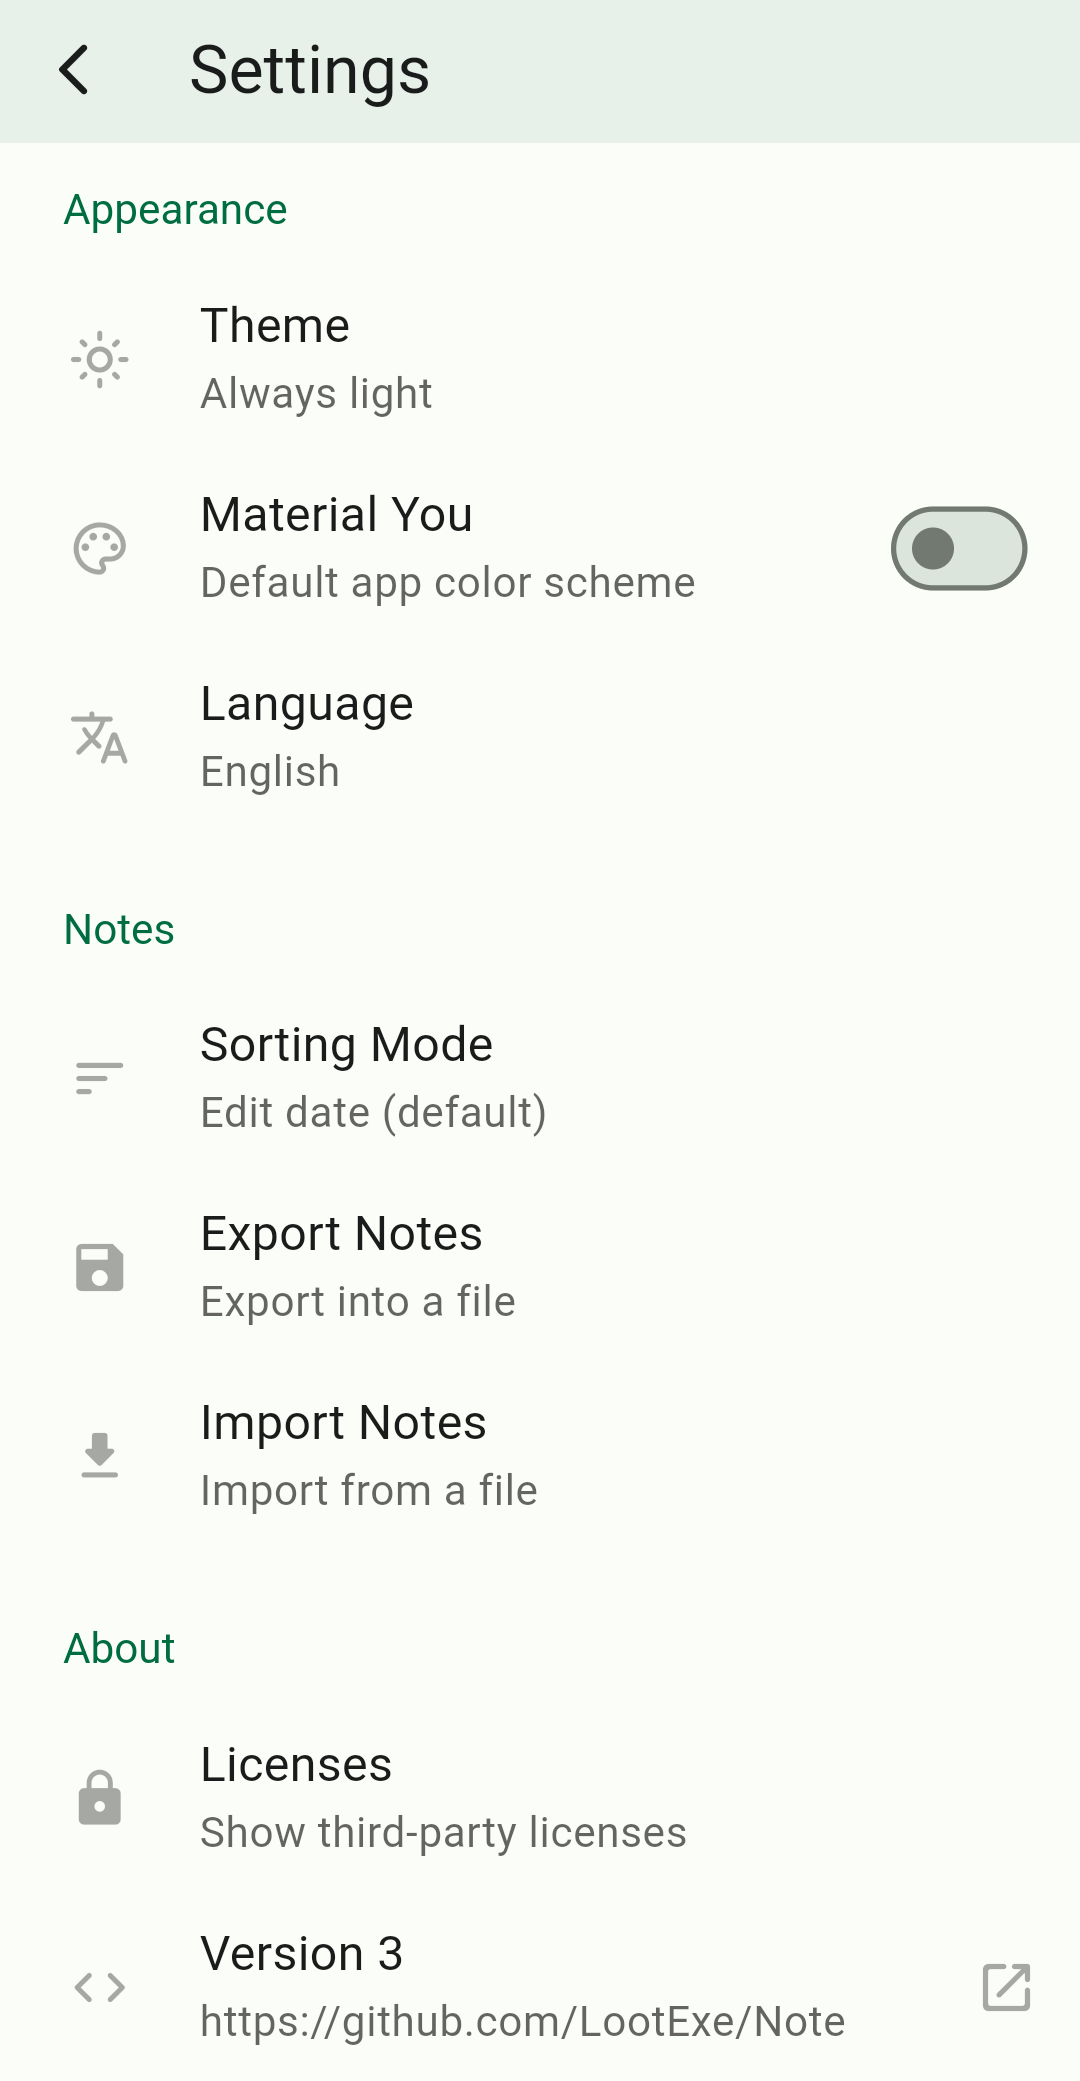 Settings
Appearance
Theme
Always light
Material You
Default app color scheme
Language
English
Notes
Sorting Mode
Edit date (default)
Export Notes
Export into a file
Import Notes
Import from a file
About
Licenses
Show third-party licenses
Version 3
https://github.com/LootExe/Note